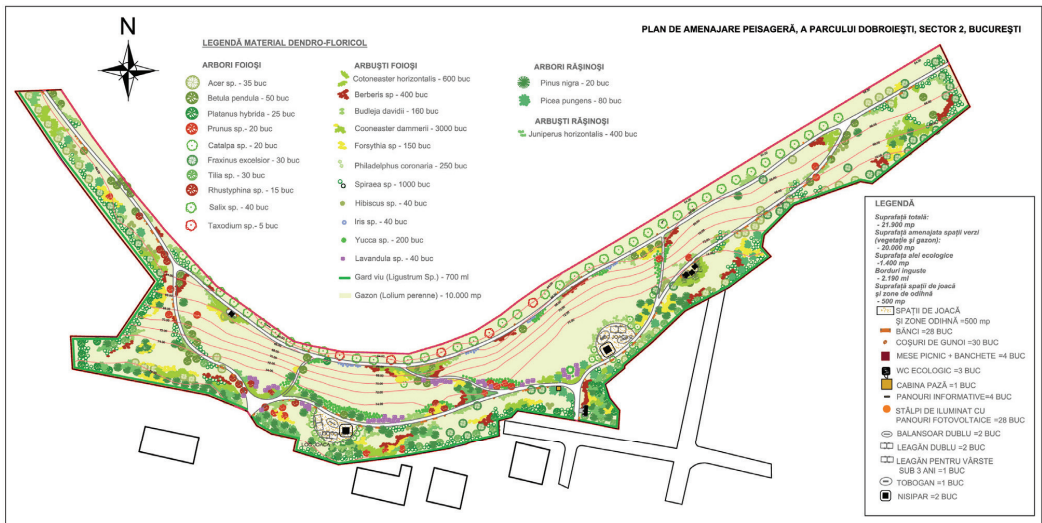 PLAN DE AMENAJARE PEISAGERĂ, A PARCULUI DOBROIEȘTI, SECTOR 2, BUCUREȘTI
N
LEGENDĂ MATERIAL DENDRO-FLORICOL
ARBORI FOIOȘI
Acer sp. - 35 buc
Betula pendula - 50 buc
Platanus hybrida - 25 buc
Prunus sp.- 20 buc
Catalpa sp. - 20 buc
Fraxinus excelsior - 30 buc
Tilia sp. - 30 buc
Rhustyphina sp. - 15 buc
Salix sp. - 40 buc
Taxodium sp.- 5 buc
ARBUȘTI FOIOȘI
Cotoneaster horizontalis - 600 buc
Berberis sp - 400 buc
Budleja davidii - 160 buc
Cooneaster dammerii - 3000 buc
Forsythia sp - 150 buc
Philadelphus coronaria - 250 buc
Spiraea sp - 1000 buc
Hibiscus sp. - 40 buc
Iris sp. - 40 buc
Yucca sp. - 200 buc
Lavandula sp. - 40 buc
Gard viu (Ligustrum Sp.) - 700 ml
Gazon (Lolium perenne) - 10.000 mp
ARBORI RĂȘINOȘI
Pinus nigra - 20 buc
Picea pungens - 80 buc
ARBUȘTI RĂȘINOȘI
Juniperus horizontalis - 400 buc
LEGENDĂ
Suprafață totală:
- 21.900 mp
Suprafață amenajata spații verzi
(vegetație și gazon):
- 20.000 mp
Suprafață alei ecologice
-1.400 mp
Borduri inguste
- 2.190 ml
Suprafață spații de joacă
și zone de odihnă
- 500 mp
SPAȚII DE JOACĂ
ȘI ZONE ODIHNĂ =500 mp
BĂNCI =28 BUC
COȘURI DE GUNOI =30 BUC
MESE PICNIC + BANCHETE =4 BUC
WC ECOLOGIC =3 BUC
CABINA PAZĂ =1 BUC
PANOURI INFORMATIVE=4 BUC
STÂLPI DE ILUMINAT CU
PANOURI FOTOVOLTAICE =28 BUC
BALANSOAR DUBLU =2 BUC
LEAGĂN DUBLU =2 BUC
LEAGĂN PENTRU VÂRSTE
SUB 3 ANI =1 BUC
TOBOGAN =1 BUC
NISIPAR =2 BUC